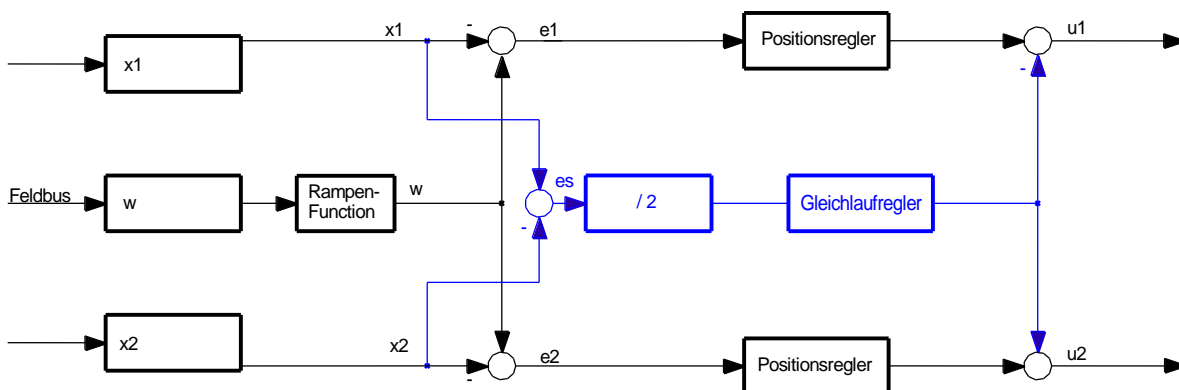 x1
-
e1
Positionsregler
u1
x1
-
Feldbus
w
Rampen-
Function
w
es
/ 2
Gleichlaufregler
-
x2
x2
-
e2
Positionsregler
u2